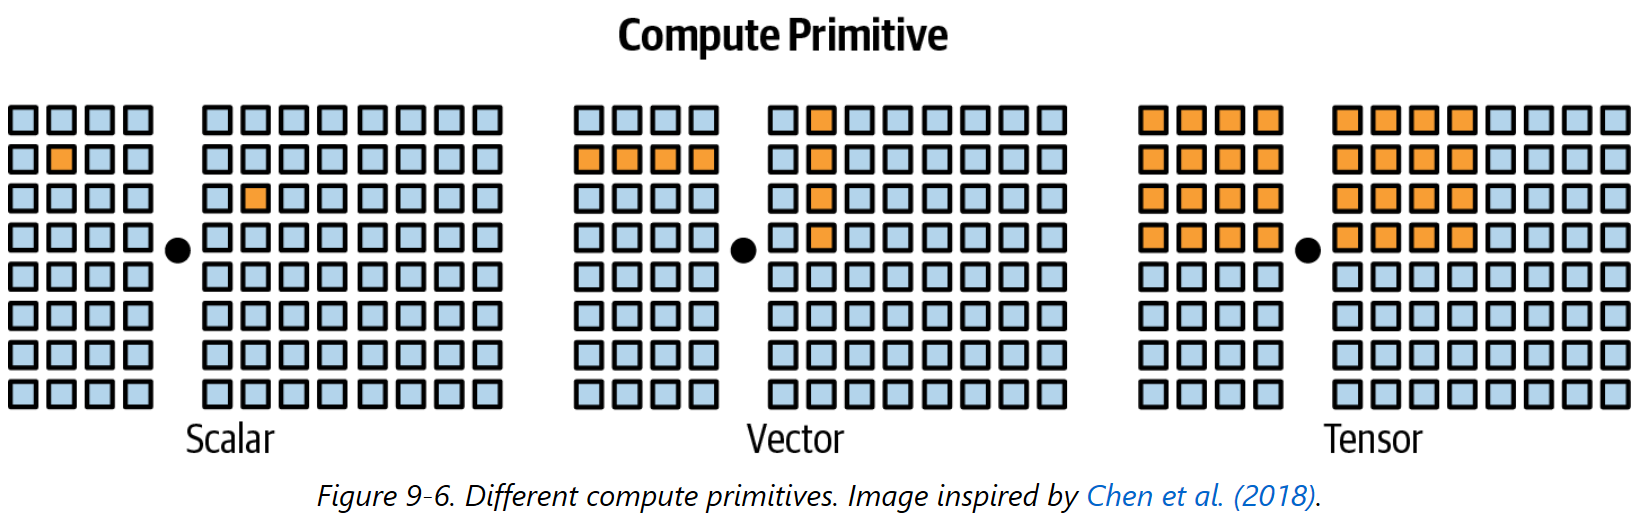 Compute Primitive
Scalar
Vector
Tensor
Figure 9-6. Different compute primitives. Image inspired by Chen et al. (2018).